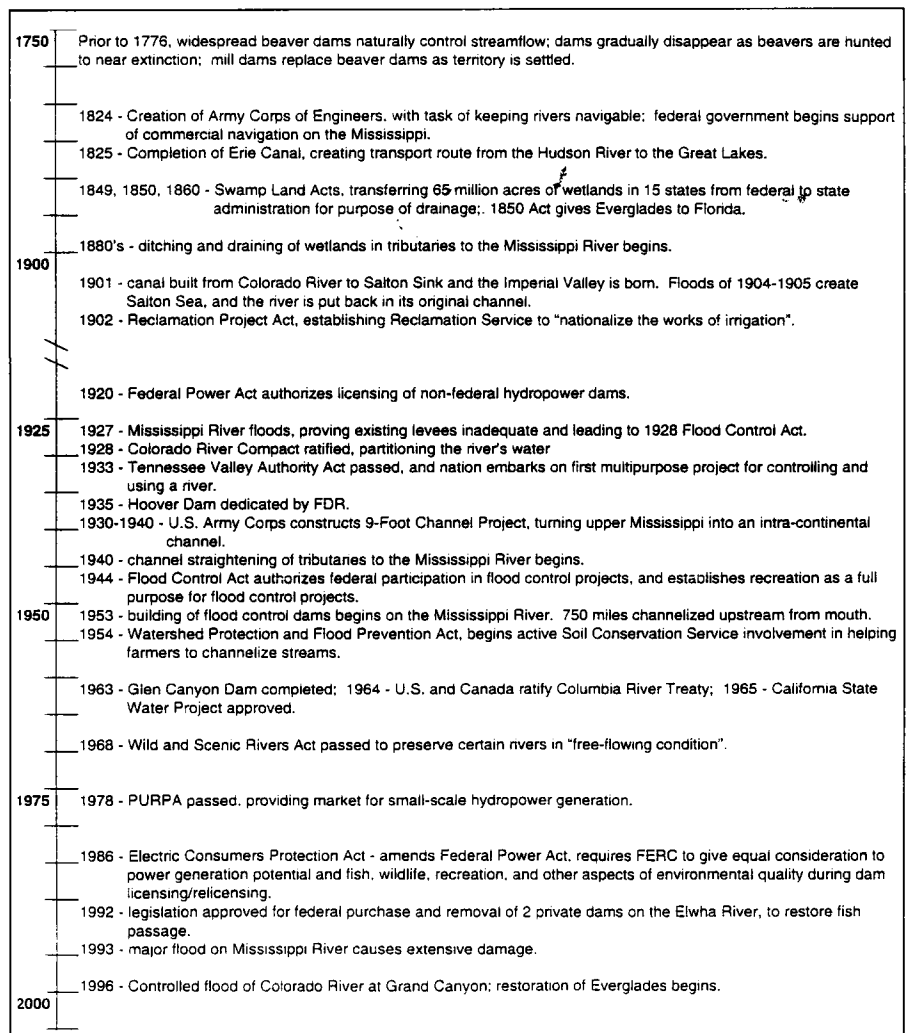 1750 Prior to 1776, widespread beaver dams naturally control streamflow; dams gradually disappear as beavers are hunted
to near extinction; mill dams replace beaver dams as territory is settled.
1824 - Creation of Army Corps of Engineers. with task of keeping rivers navigable; federal government begins support
of commercial navigation on the Mississippi.
1825 - Completion of Erie Canal, creating transport route from the Hudson River to the Great Lakes.
1849, 1850, 1860 - Swamp Land Acts, transferring 65 million acres of wetlands in 15 states from federal to state
administration for purpose of drainage;. 1850 Act gives Everglades to Florida.
1880's - ditching and draining of wetlands in tributaries to the Mississippi River begins.
1900
1901 - canal built from Colorado River to Salton Sink and the Imperial Valley is born. Floods of 1904-1905 create
Salton Sea, and the river is put back in its original channel.
1902 - Reclamation Project Act, establishing Reclamation Service to "nationalize the works of irrigation".
1920 - Federal Power Act authorizes licensing of non-federal hydropower dams.
1925 1927 - Mississippi River floods, proving existing levees inadequate and leading to 1928 Flood Control Act.
1928 - Colorado River Compact ratified, partitioning the river's water
1933 - Tennessee Valley Authority Act passed, and nation embarks on first multipurpose project for controlling and
using a river.
1935 - Hoover Dam dedicated by FDR.
1930-1940 - U.S. Army Corps constructs 9-Foot Channel Project, turning upper Mississippi into an intra-continental
channel.
1940 - channel straightening of tributaries to the Mississippi River begins.
1944 - Flood Control Act authorizes federal participation in flood control projects, and establishes recreation as a full
purpose for flood control projects.
1950 1953 - building of flood control dams begins on the Mississippi River. 750 miles channelized upstream from mouth.
1954 - Watershed Protection and Flood Prevention Act, begins active Soil Conservation Service involvement in helping
farmers to channelize streams.
1963 - Glen Canyon Dam completed; 1964 - U.S. and Canada ratify Columbia River Treaty; 1965 - California State
Water Project approved.
1968 - Wild and Scenic Rivers Act passed to preserve certain rivers in "free-flowing condition".
1975 1978 - PURPA passed. providing market for small-scale hydropower generation.
1986 - Electric Consumers Protection Act - amends Federal Power Act, requires FERC to give equal consideration to
power generation potential and fish, wildlife, recreation, and other aspects of environmental quality during dam
licensing/relicensing.
1992 - legislation approved for federal purchase and removal of 2 private dams on the Elwha River, to restore fish
passage.
1993 - major flood on Mississippi River causes extensive damage.
1996 - Controlled flood of Colorado River at Grand Canyon; restoration of Everglades begins.
2000